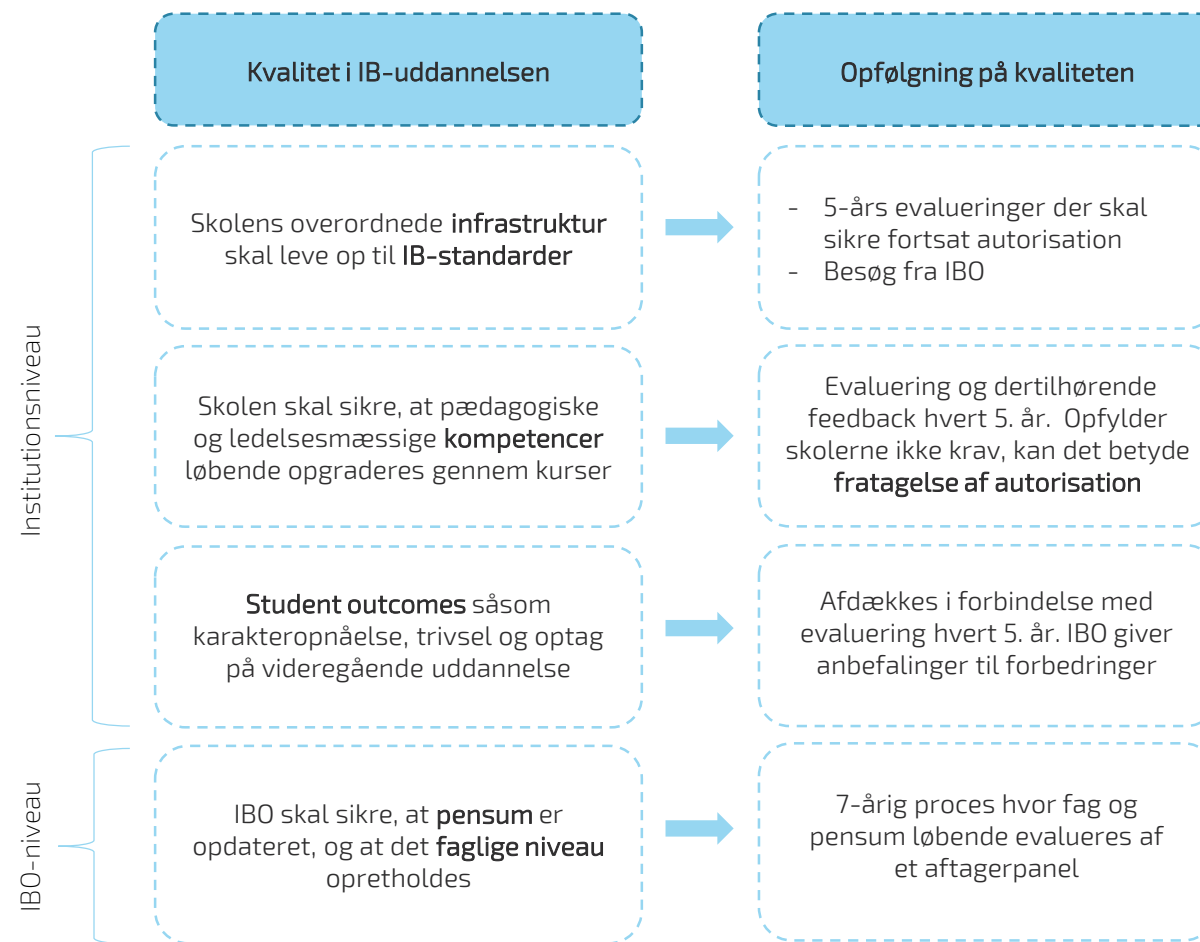 Kvalitet i IB-uddannelsen
Opfølgning på kvaliteten
Institutionsniveau
Skolens overordnede infrastruktur
skal leve op til IB-standarder
- 5-års evalueringer der skal
sikre fortsat autorisation
- Besøg fra IBO
Skolen skal sikre, at pædagogiske
og ledelsesmæssige kompetencer
løbende opgraderes gennem kurser
Evaluering og dertilhørende
feedback hvert 5. år. Opfylder
skolerne ikke krav, kan det betyde
fratagelse af autorisation
Student outcomes såsom
karakteropnåelse, trivsel og optag
på videregående uddannelse
Afdækkes i forbindelse med
evaluering hvert 5. år. IBO giver
anbefalinger til forbedringer
IBO-niveau
IBO skal sikre, at pensum er
opdateret, og at det faglige niveau
opretholdes
7-årig proces hvor fag og
pensum løbende evalueres af
et aftagerpanel